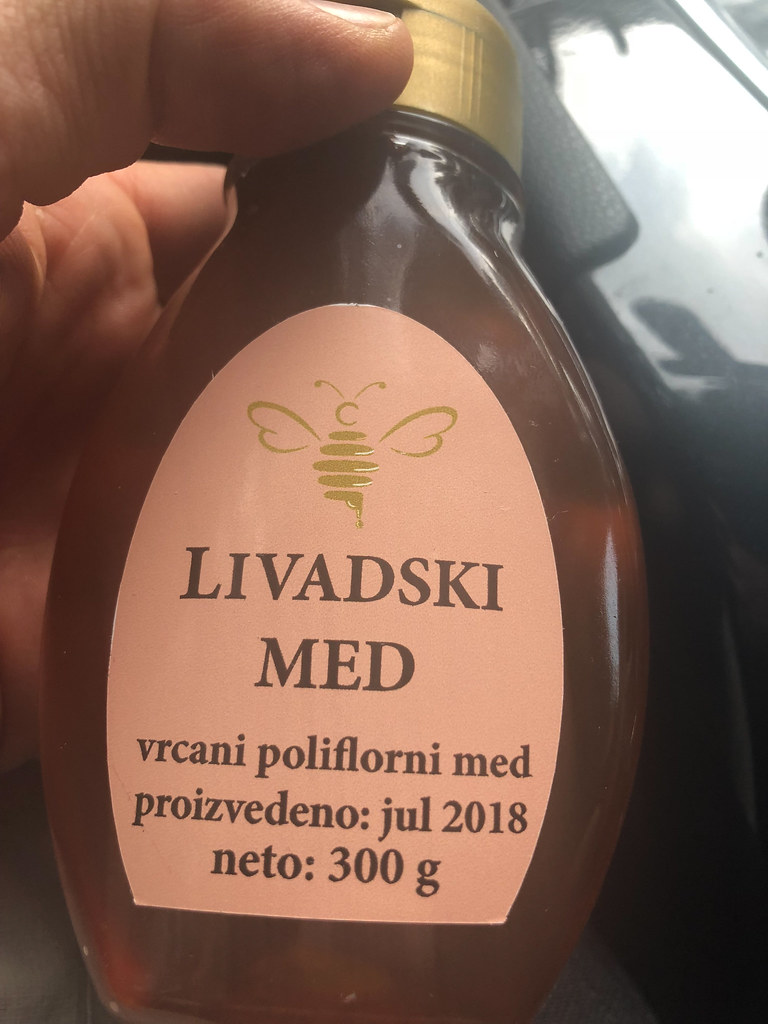 LIVADSKI
MED
vrcani poliflorni med
proizvedeno: jul 2018
neto: 300 g